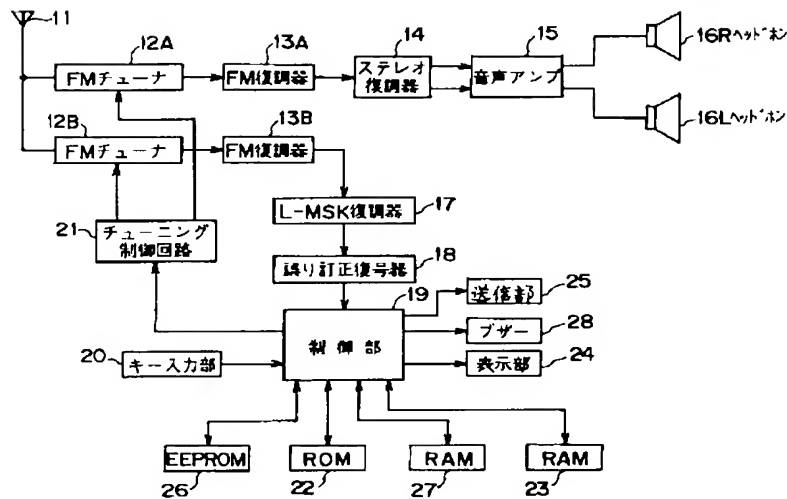 11
12A
FMチューナ
13A
FM復調器
14
ステレオ
復調器
15
音声アンプ
16Rヘッドホン
16Lヘッドホン
12B
FMチューナ
13B
FM復調器
L-MSK復調器
17
21
チューニング
制御回路
誤り訂正復号器
18
19
制御部
送信部
25
ブザー
28
表示部
24
20
キー入力部
EEPROM
26
ROM
22
RAM
27
RAM
23